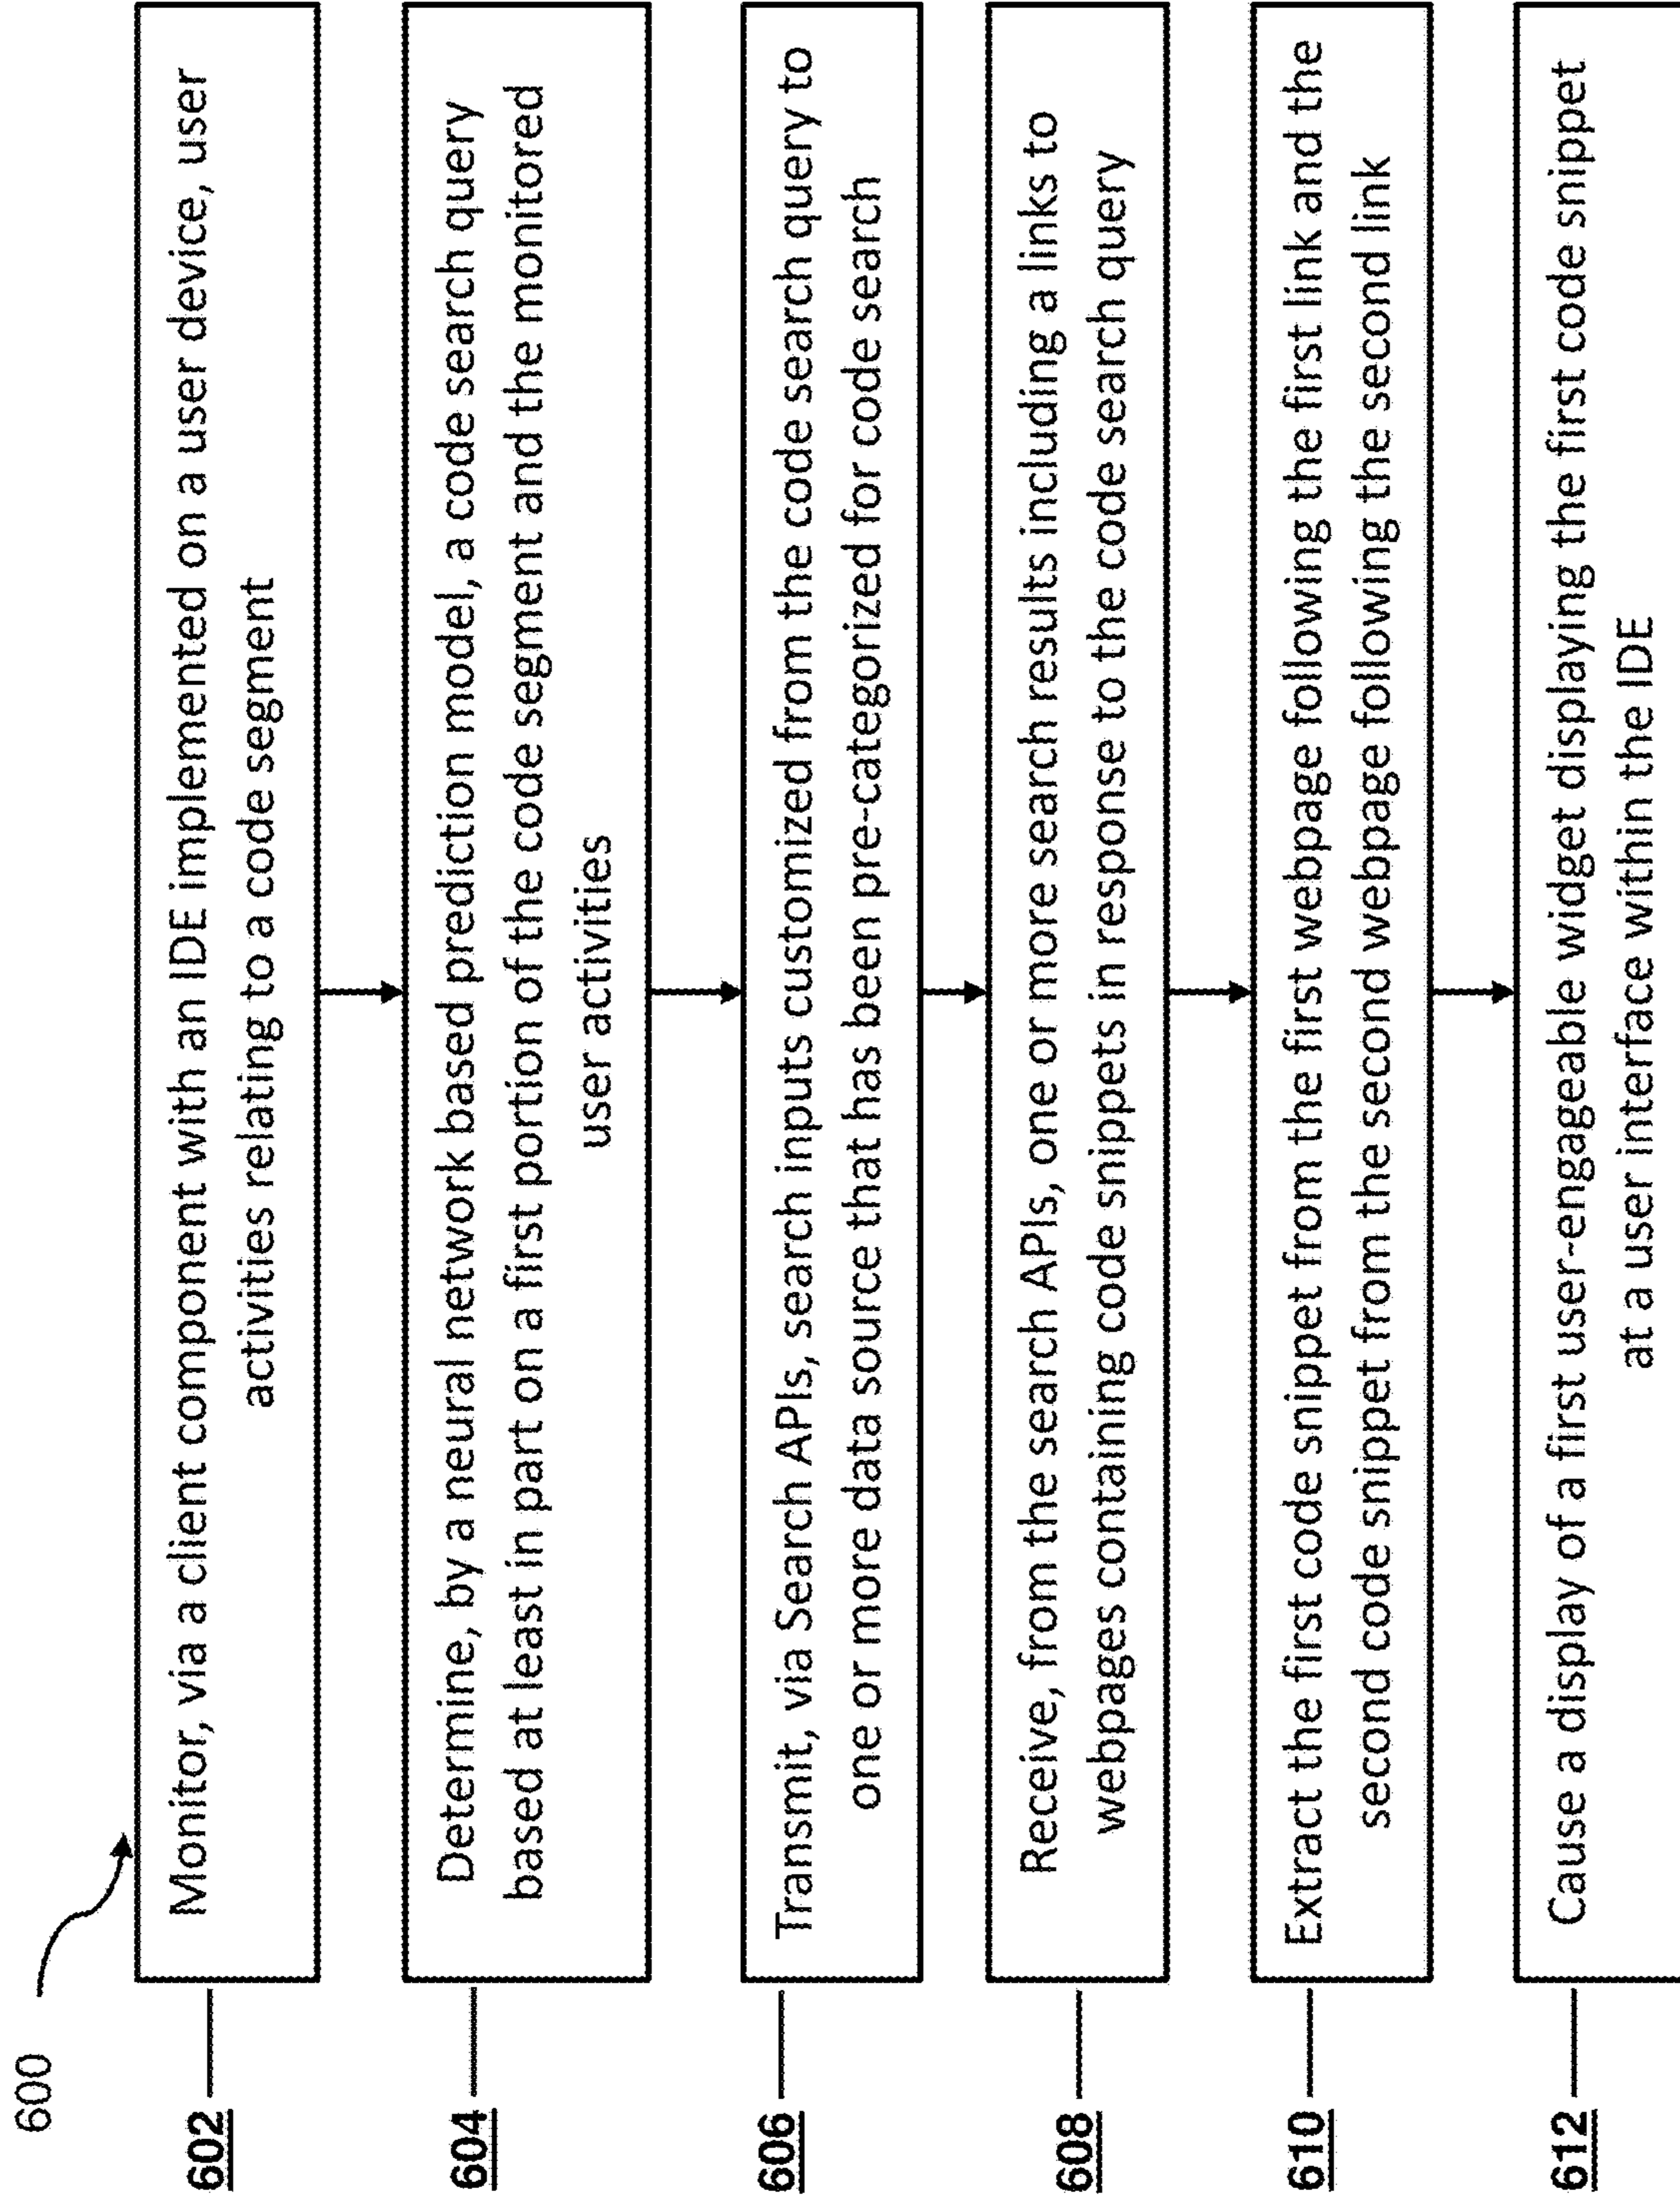 600
602
Monitor, via a client component with an IDE implemented on a user device, user
activities relating to a code segment
604
Determine, by a neural network based prediction model, a code search query
based at least in part on a first portion of the code segment and the monitored
user activities
606
Transmit, via Search APIs, search inputs customized from the code search query to
one or more data source that has been pre-categorized for code search
608
Receive, from the search APIs, one or more search results including a links to
webpages containing code snippets in response to the code search query
610
Extract the first code snippet from the first webpage following the first link and the
second code snippet from the second webpage following the second link
612
Cause a display of a first user-engageable widget displaying the first code snippet
at a user interface within the IDE